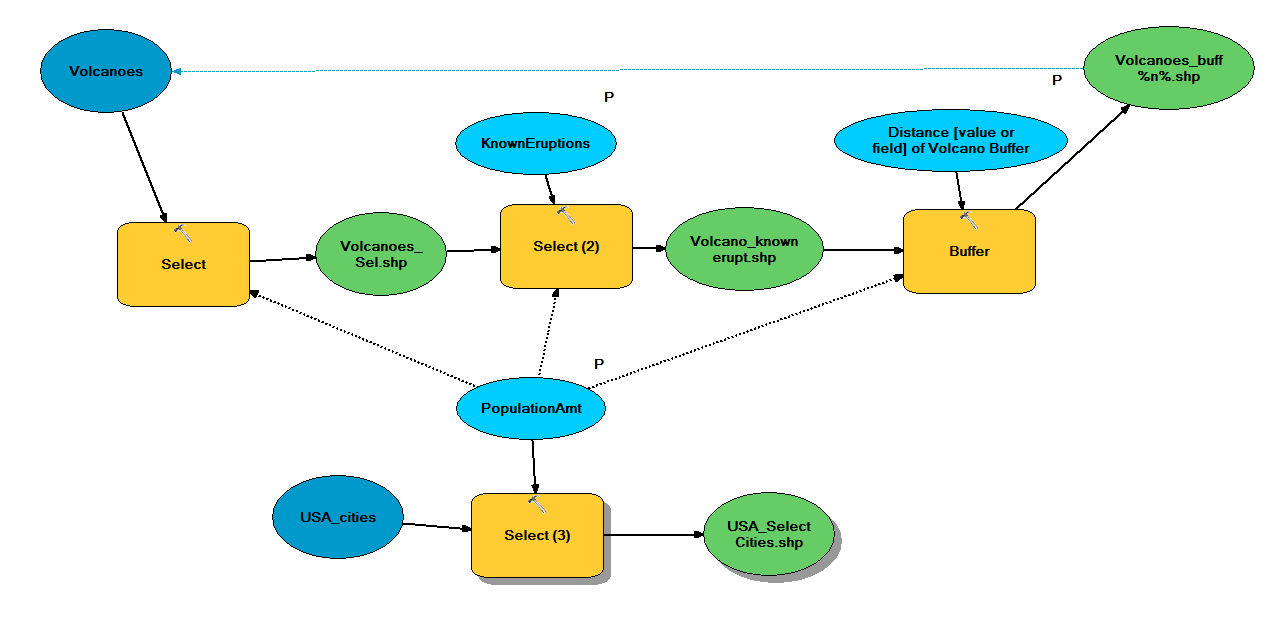 Volcanoes
Volcanoes_buff
%n%.shp
P
P
KnownEruptions
Distance [value or
field] of Volcano Buffer
Select
Volcanoes_
Sel.shp
Select (2)
Volcano_known
erupt.shp
Buffer
P
PopulationAmt
USA_cities
Select (3)
USA_Select
Cities.shp